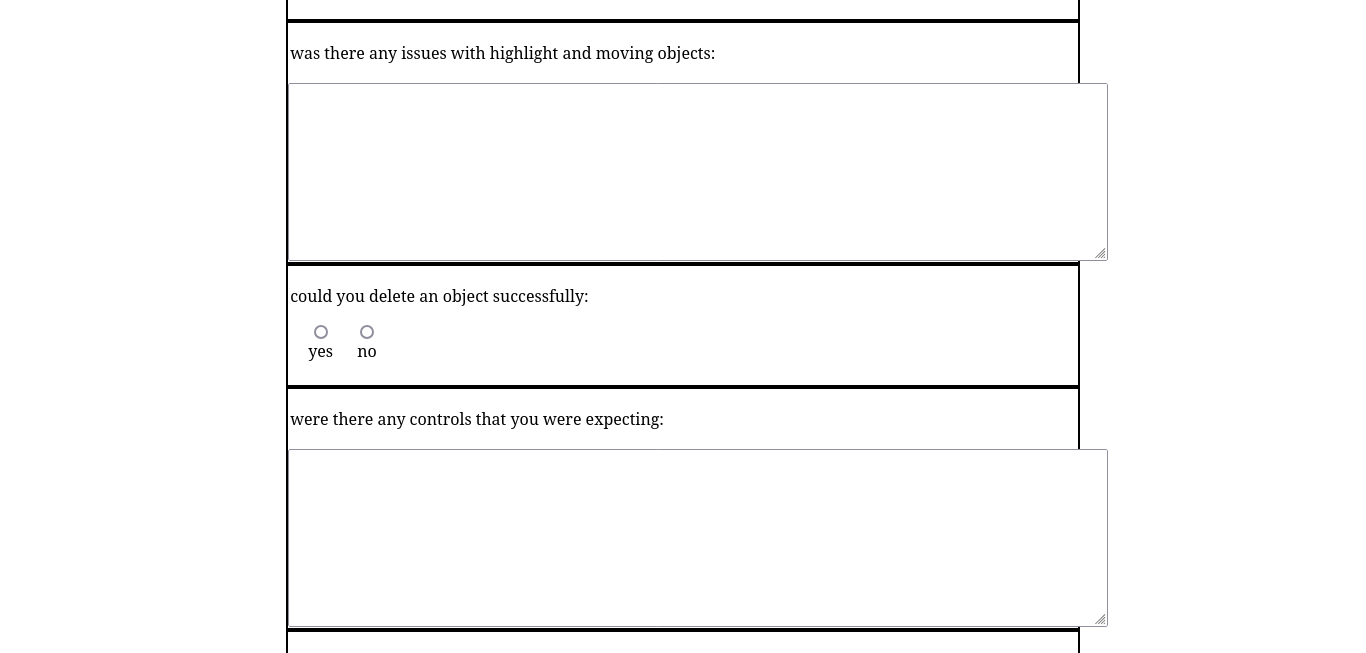 was there any issues with highlight and moving objects:
could you delete an object successfully:
yes no
were there any controls that you were expecting: